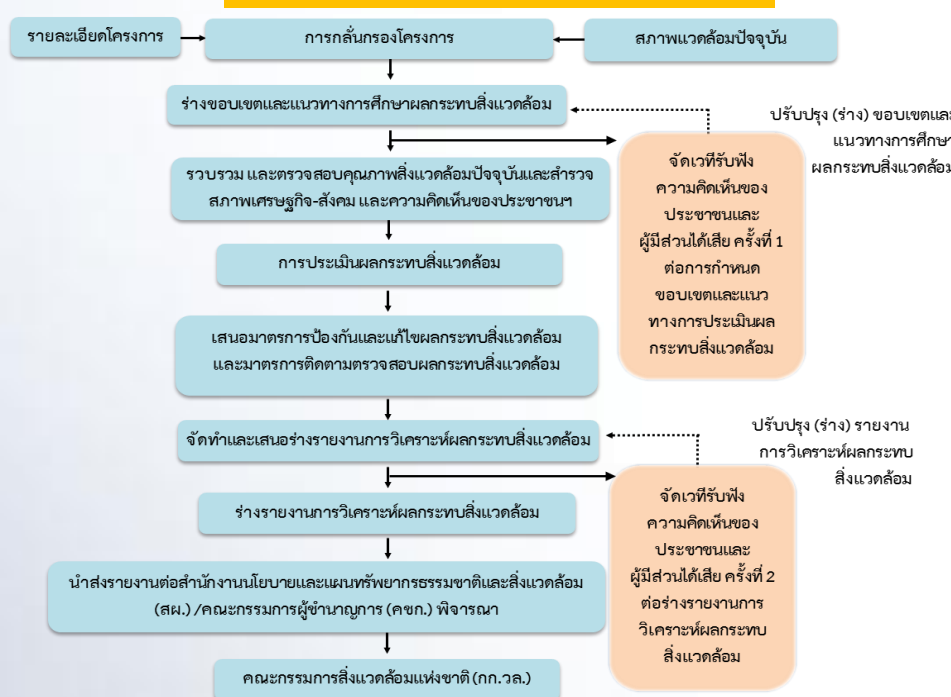 รายละเอียดโครงการ
การกลั่นกรองโครงการ
สภาพแวดล้อมปัจจุบัน
ร่างขอบเขตและแนวทางการศึกษาผลกระทบสิ่งแวดล้อม
ปรับปรุง (ร่าง) ขอบเขตและ
แนวทางการศึกษา
ผลกระทบสิ่งแวดล้อม
จัดเวทีรับฟัง
ความคิดเห็นของ
ประชาชนและ
ผู้มีส่วนได้เสีย ครั้งที่ 1
ต่อการกำหนด
ขอบเขตและแนว
ทางการประเมินผล
กระทบสิ่งแวดล้อม
รวบรวม และตรวจสอบคุณภาพสิ่งแวดล้อมปัจจุบันและสำรวจ
สภาพเศรษฐกิจ-สังคม และความคิดเห็นของประชาชนฯ
การประเมินผลกระทบสิ่งแวดล้อม
เสนอมาตรการป้องกันและแก้ไขผลกระทบสิ่งแวดล้อม
และมาตรการติดตามตรวจสอบผลกระทบสิ่งแวดล้อม
จัดทำและเสนอร่างรายงานการวิเคราะห์ผลกระทบสิ่งแวดล้อม
ปรับปรุง (ร่าง) รายงาน
การวิเคราะห์ผลกระทบ
สิ่งแวดล้อม
จัดเวทีรับฟัง
ความคิดเห็นของ
ประชาชนและ
ผู้มีส่วนได้เสีย ครั้งที่ 2
ต่อร่างรายงานการ
วิเคราะห์ผลกระทบ
สิ่งแวดล้อม
ร่างรายงานการวิเคราะห์ผลกระทบสิ่งแวดล้อม
นำส่งรายงานต่อสำนักงานนโยบายและแผนทรัพยากรธรรมชาติและสิ่งแวดล้อม
(สผ.) /คณะกรรมการผู้ชำนาญการ (คชก.) พิจารณา
คณะกรรมการสิ่งแวดล้อมแห่งชาติ (กก.วล.)